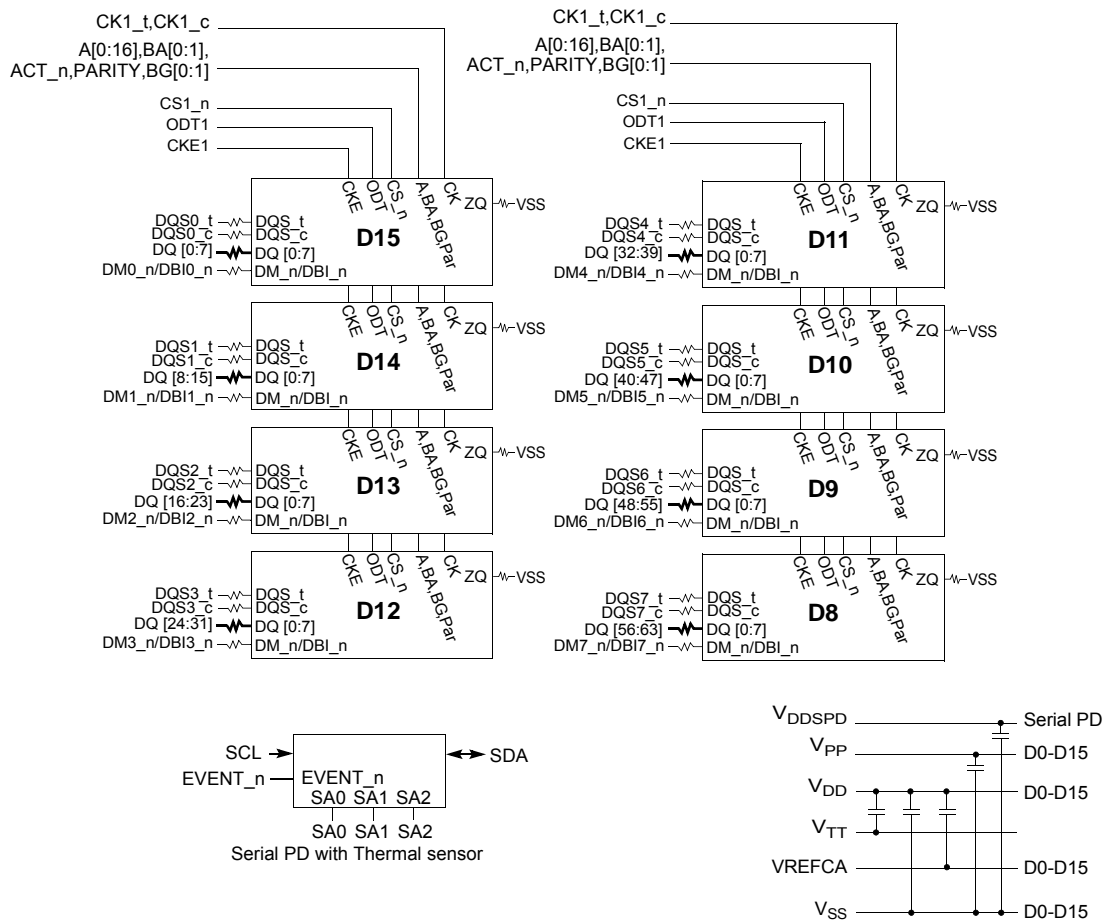 CK1_t,CK1_c
A[0:16],BA[0:1],
ACT_n,PARITY,BG[0:1]
CS1_n
ODT1
CKE1
CKE
ODT
CS_n
A,BA,BG,Par
CK
ZQ
VSS
DQS0_t
DQS_t
DQS0_c
DQS_c
D15
DQ [0:7]
DQ [0:7]
DM0_n/DBI0_n
DM_n/DBI_n
CKE
ODT
CS_n
A,BA,BG,Par
CK
ZQ
VSS
DQS1_t
DQS_t
DQS1_c
DQS_c
D14
DQ [8:15]
DQ [0:7]
DM1_n/DBI1_n
DM_n/DBI_n
CKE
ODT
CS_n
A,BA,BG,Par
CK
ZQ
VSS
DQS2_t
DQS_t
DQS2_c
DQS_c
D13
DQ [16:23]
DQ [0:7]
DM2_n/DBI2_n
DM_n/DBI_n
CKE
ODT
CS_n
A,BA,BG,Par
CK
ZQ
VSS
DQS3_t
DQS_t
DQS3_c
DQS_c
D12
DQ [24:31]
DQ [0:7]
DM3_n/DBI3_n
DM_n/DBI_n
CK1_t,CK1_c
A[0:16],BA[0:1],
ACT_n,PARITY,BG[0:1]
CS1_n
ODT1
CKE1
CKE
ODT
CS_n
A,BA,BG,Par
CK
ZQ
VSS
DQS4_t
DQS_t
DQS4_c
DQS_c
D11
DQ [32:39]
DQ [0:7]
DM4_n/DBI4_n
DM_n/DBI_n
CKE
ODT
CS_n
A,BA,BG,Par
CK
ZQ
VSS
DQS5_t
DQS_t
DQS5_c
DQS_c
D10
DQ [40:47]
DQ [0:7]
DM5_n/DBI5_n
DM_n/DBI_n
CKE
ODT
CS_n
A,BA,BG,Par
CK
ZQ
VSS
DQS6_t
DQS_t
DQS6_c
DQS_c
D9
DQ [48:55]
DQ [0:7]
DM6_n/DBI6_n
DM_n/DBI_n
CKE
ODT
CS_n
A,BA,BG,Par
CK
ZQ
VSS
DQS7_t
DQS_t
DQS7_c
DQS_c
D8
DQ [56:63]
DQ [0:7]
DM7_n/DBI7_n
DM_n/DBI_n
SCL
SDA
EVENT_n
EVENT_n
SA0 SA1 SA2
SA0 SA1 SA2
Serial PD with Thermal sensor
VDDSPD
Serial PD
VPP
D0-D15
VDD
D0-D15
VTT
VREFCA
D0-D15
VSS
D0-D15